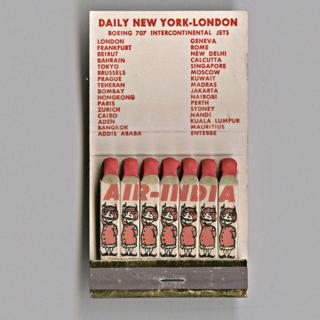 DAILY NEW YORK-LONDON
BOEING 707 INTERCONTINENTAL JETS
LONDON
FRANKFURT
BEIRUT
BAHRAIN
TOKYO
BRUSSELS
PRAGUE
TEHERAN
BOMBAY
HONGKONG
PARIS
ZURICH
CAIRO
ADEN
BANGKOK
ADDIS ABABA
GENEVA
ROME
NEW DELHI
CALCUTTA
SINGAPORE
MOSCOW
KUWAIT
MADRAS
JAKARTA
NAIROBI
PERTH
SYDNEY
NANDI
KUALA LUMPUR
MAURITIUS
ENTEBBE
AIR-INDIA